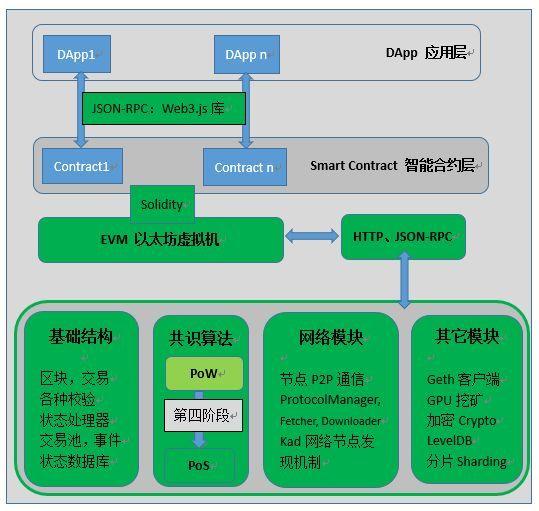 DApp1
DApp n
DApp 应用层
JSON-RPC：Web3.js 库
Contract1
Contract n
Smart Contract 智能合约层
Solidity
EVM 以太坊虚拟机
HTTP、JSON-RPC
基础结构
区块，交易
各种校验
状态处理器
交易池，事件
状态数据库
共识算法
PoW
第四阶段
PoS
网络模块
节点 P2P 通信
ProtocolManager,
Fetcher, Downloader
Kad 网络节点发
现机制
其它模块
Geth 客户端
GPU 挖矿
加密 Crypto
LevelDB
分片 Sharding